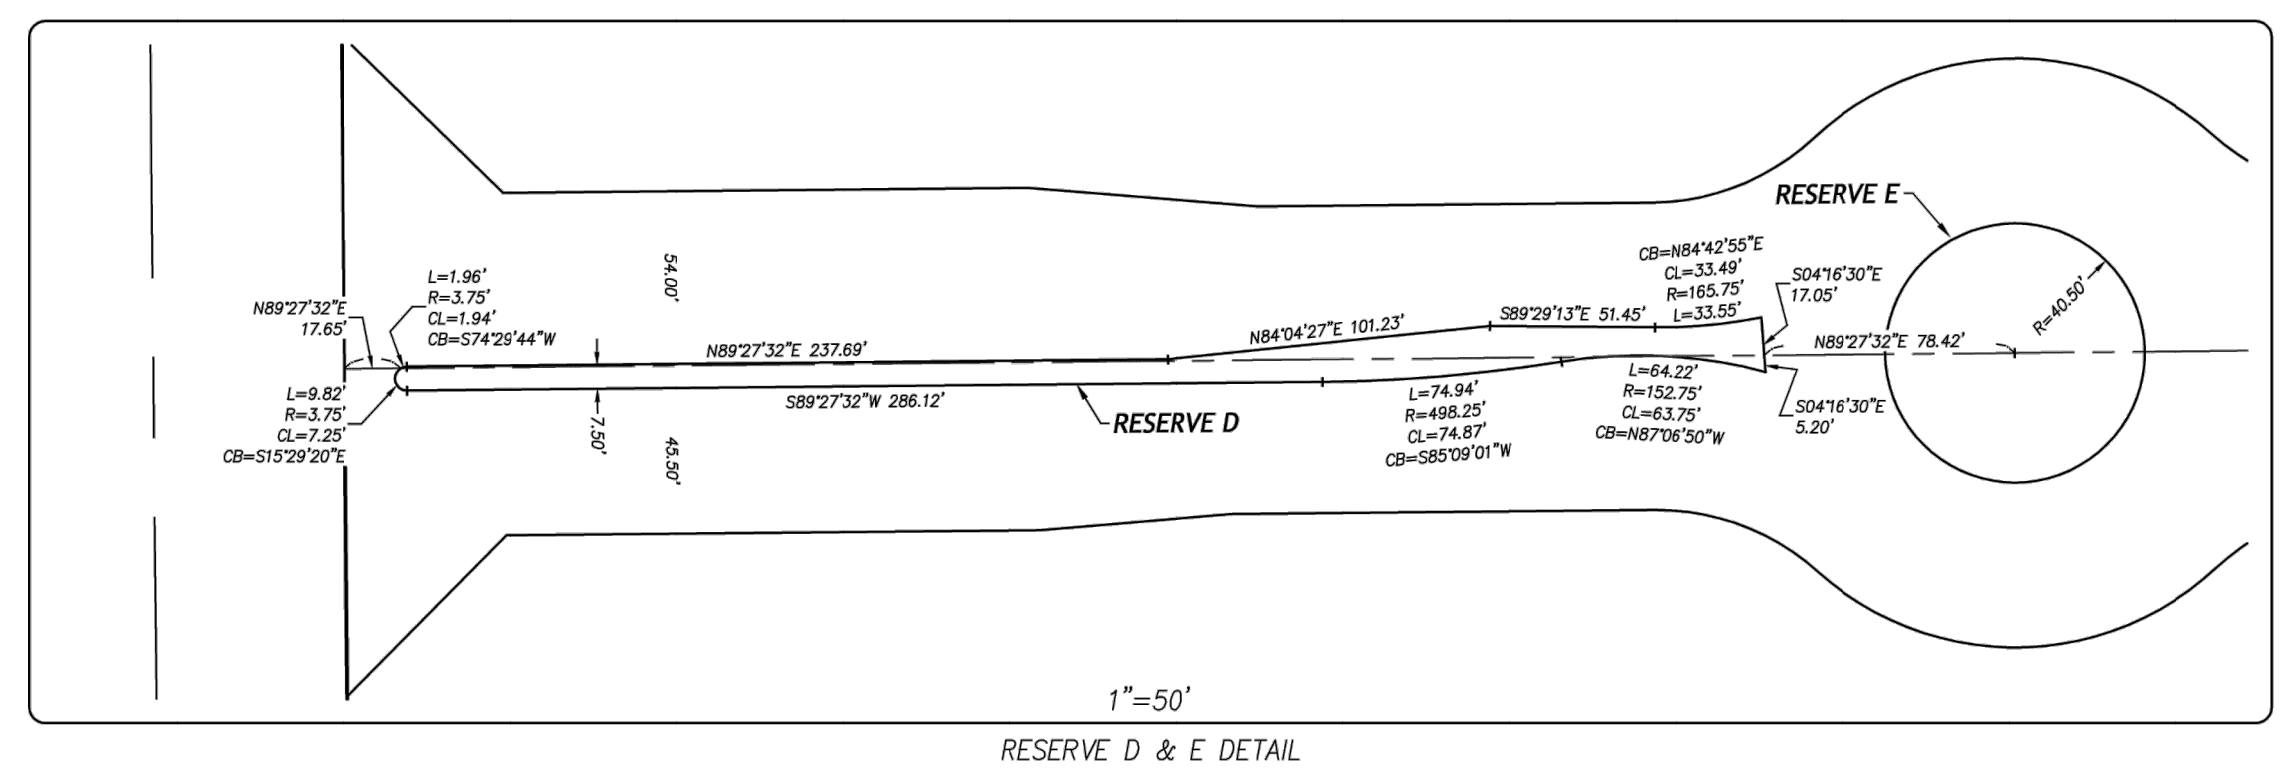 RESERVE E
CB=N84°42'55"E
CL=33.49'
R=165.75'
L=33.55'
S04°16'30"E
17.05'
R=40.50'
54.00'
L=1.96'
R=3.75'
CL=1.94'
CB=S74°29'44"W
N89°27'32"E
17.65'
N89°27'32"E 237.69'
N84°04'27"E 101.23'
S89°29'13"E 51.45'
N89°27'32"E 78.42'
L=9.82'
R=3.75'
CL=7.25'
CB=S15°29'20"E
7.50'
45.50'
S89°27'32"W 286.12'
RESERVE D
L=74.94'
R=498.25'
CL=74.87'
CB=S85°09'01"W
L=64.22'
R=152.75'
CL=63.75'
CB=N87°06'50"W
S04°16'30"E
5.20'
1"=50'
RESERVE D & E DETAIL